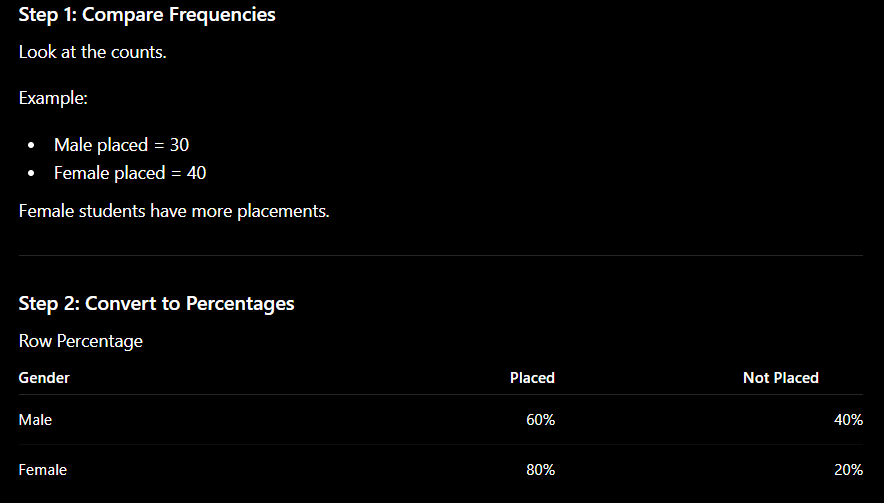 Step 1: Compare Frequencies
Look at the counts.
Example:
• Male placed = 30
• Female placed = 40
Female students have more placements.
Step 2: Convert to Percentages
Row Percentage
Gender Placed Not Placed
Male 60% 40%
Female 80% 20%